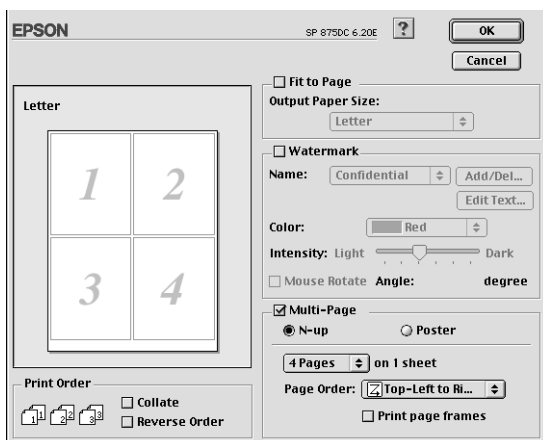 EPSON
SP 875DC 6.20E
?
OK
Cancel
Letter
1 2
3 4
Print Order
1 1 2 2 3 3
Collate
Reverse Order
Fit to Page
Output Paper Size:
Letter
Watermark
Name: Confidential Add/Del...
Edit Text...
Color: Red
Intensity: Light Dark
Mouse Rotate Angle: degree
Multi-Page
N-up Poster
4 Pages on 1 sheet
Page Order: Top-Left to Ri...
Print page frames